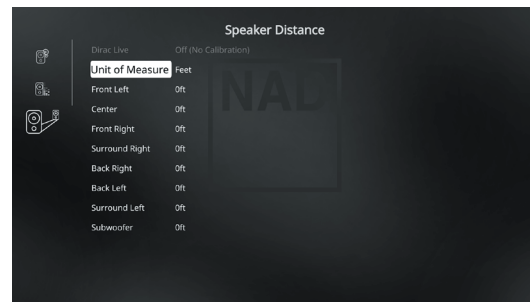 Speaker Distance
Dirac Live Off (No Calibration)
Unit of Measure Feet
Front Left 0ft
Center 0ft
Front Right 0ft
Surround Right 0ft
Back Right 0ft
Back Left 0ft
Surround Left 0ft
Subwoofer 0ft
NAD